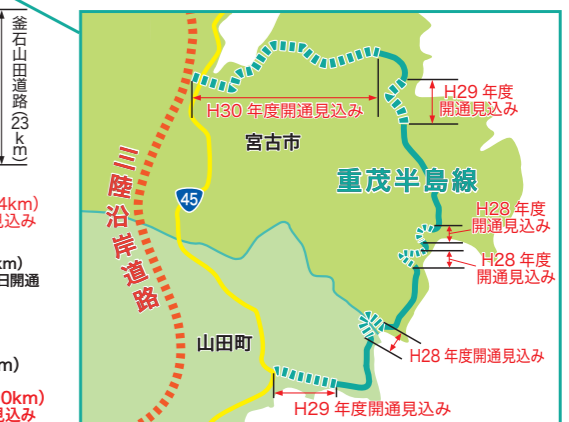 釜石山田道路(23km)
4km)
見込み
km)
日開通
m)
0km)
見込み
H30 年度開通見込み
H29 年度
開通見込み
宮古市
重茂半島線
45
三陸沿岸道路
H28 年度
開通見込み
H28 年度
開通見込み
山田町
H28 年度開通見込み
H29 年度開通見込み